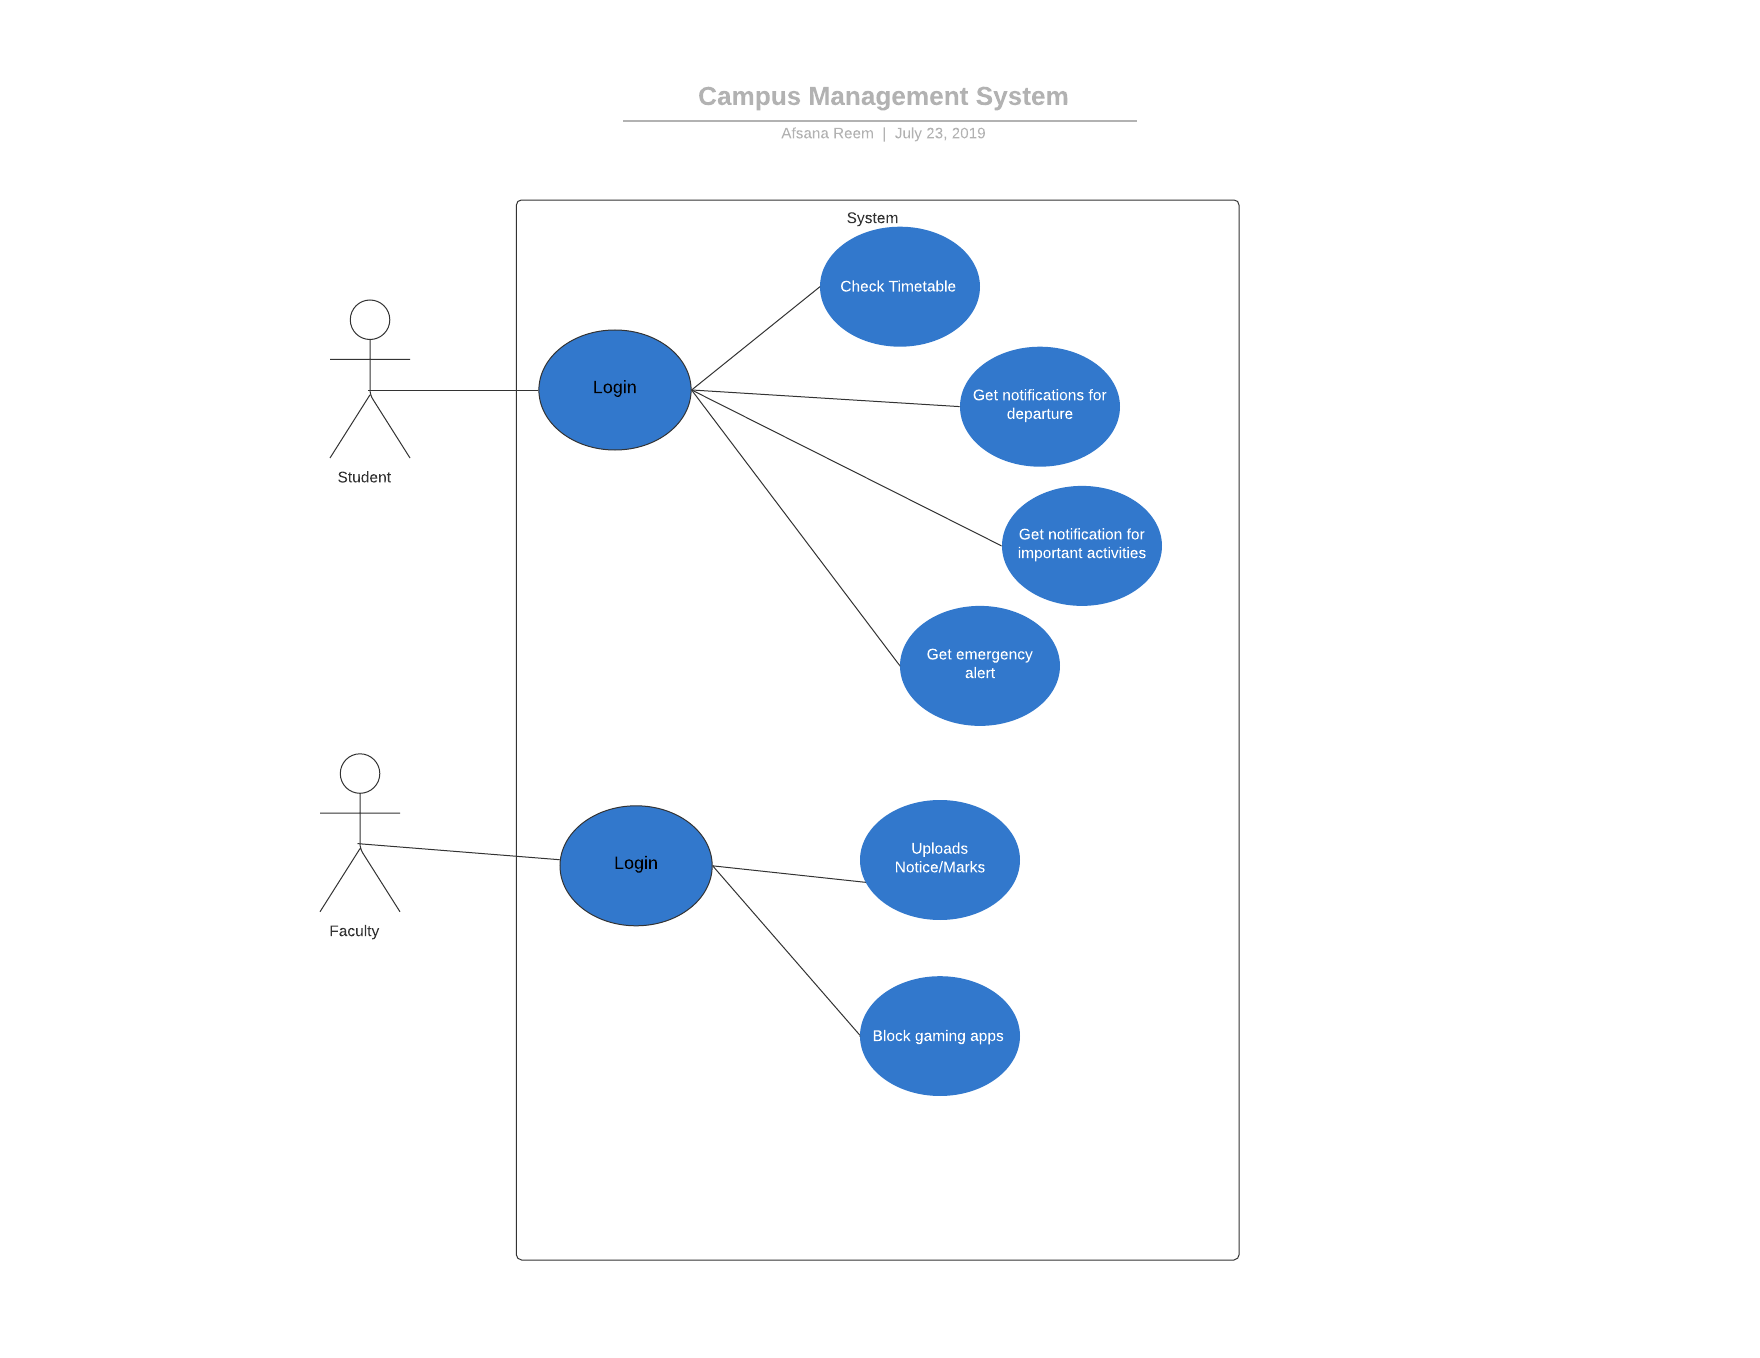 Campus Management System
Afsana Reem | July 23, 2019
System
Check Timetable
Login
Get notifications for
departure
Student
Get notification for
important activities
Get emergency
alert
Uploads
Notice/Marks
Login
Faculty
Block gaming apps